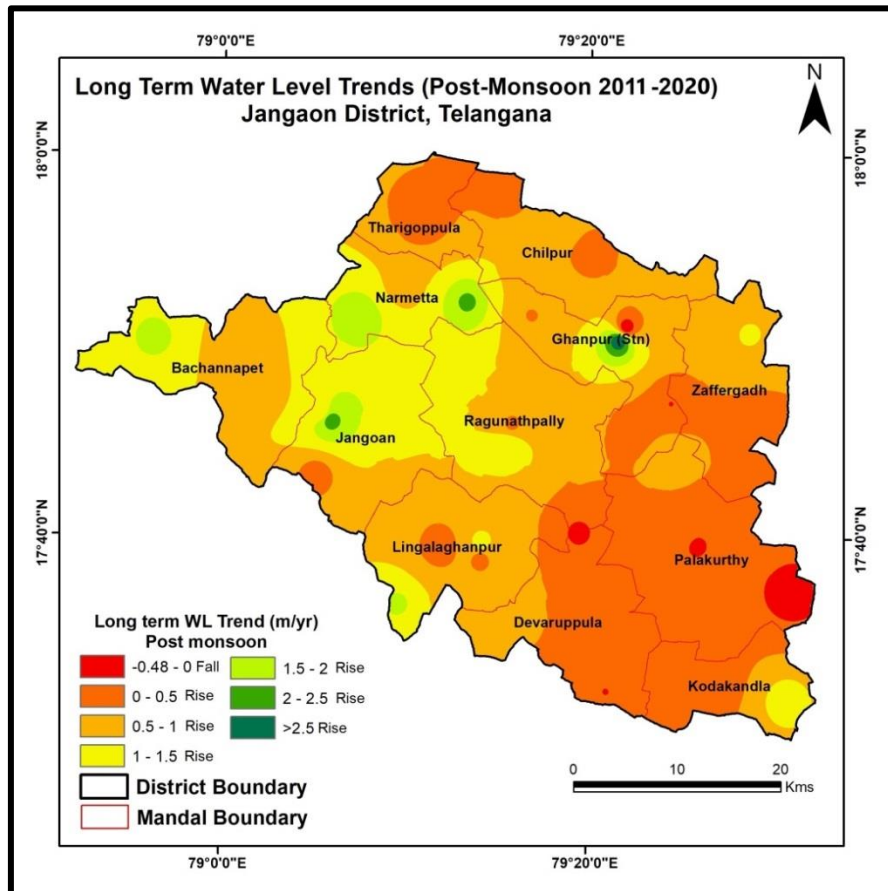 79°0'0"E
79°20'0"E
Long Term Water Level Trends (Post-Monsoon 2011-2020)
Jangaon District, Telangana
N
18°0'0"N
18°0'0"N
Tharigoppula
Chilpur
Narmetta
Ghanpur (Stn)
Bachannapet
Zaffergadh
Ragunathpally
Jangoan
17°40'0"N
17°40'0"N
Lingalaghanpur
Palakurthy
Devaruppula
Kodakandla
Long term WL Trend (m/yr)
Post monsoon
-0.48 - 0 Fall
0 - 0.5 Rise
0.5 - 1 Rise
1 - 1.5 Rise
1.5 - 2 Rise
2 - 2.5 Rise
>2.5 Rise
District Boundary
Mandal Boundary
0 10 20
Kms
79°0'0"E
79°20'0"E